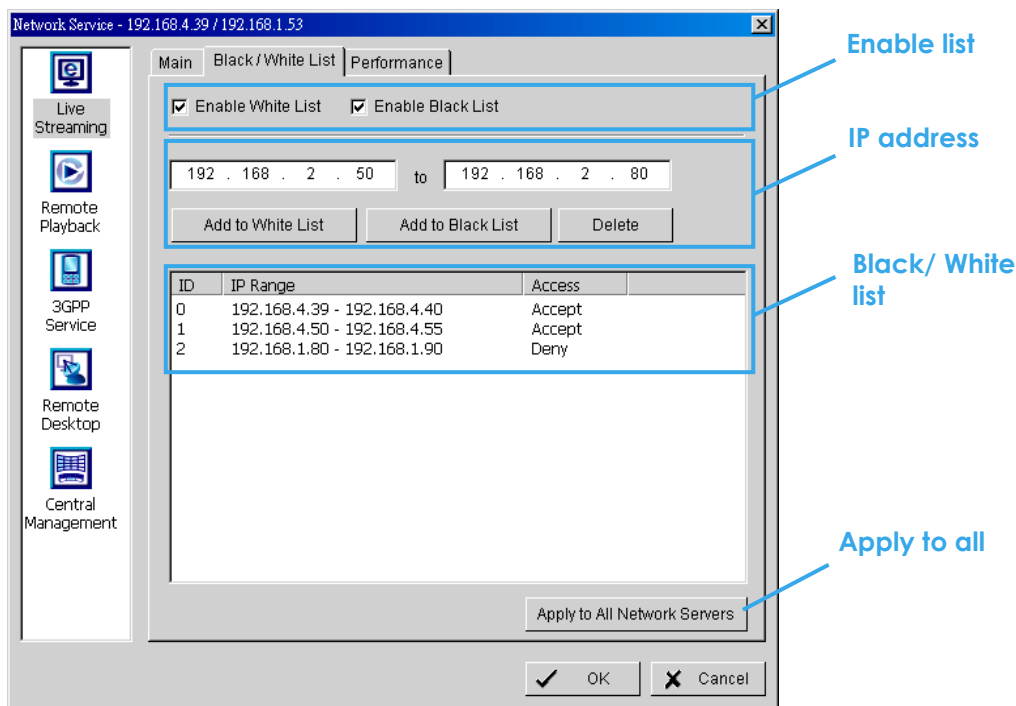 Network Service - 192.168.4.39 / 192.168.1.53
Live
Streaming
Remote
Playback
3GPP
Service
Remote
Desktop
Central
Management
Main
Black / White List
Performance
Enable White List
Enable Black List
192 . 168 . 2 . 50 to 192 . 168 . 2 . 80
Add to White List
Add to Black List
Delete
ID IP Range Access
0 192.168.4.39 - 192.168.4.40 Accept
1 192.168.4.50 - 192.168.4.55 Accept
2 192.168.1.80 - 192.168.1.90 Deny
Apply to All Network Servers
OK
Cancel
Enable list
IP address
Black/ White
list
Apply to all